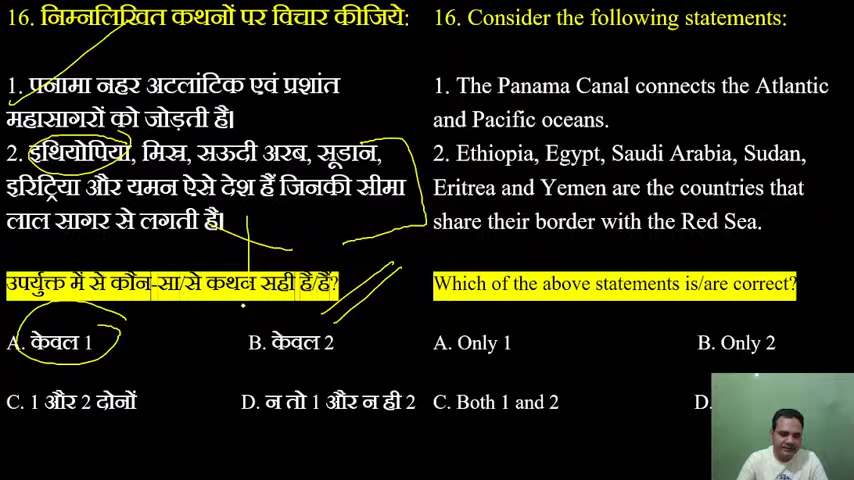 16. निम्नलिखित कथनों पर विचार कीजिये:
1. पनामा नहर अटलांटिक एवं प्रशांत
महासागरों को जोड़ती है।
2. इथियोपिया, मिस्र, सऊदी अरब, सूडान,
इरिट्रिया और यमन ऐसे देश हैं जिनकी सीमा
लाल सागर से लगती है।
उपर्युक्त में से कौन-सा/से कथन सही है/हैं?
A. केवल 1 B. केवल 2
C. 1 और 2 दोनों D. न तो 1 और न ही 2
16. Consider the following statements:
1. The Panama Canal connects the Atlantic
and Pacific oceans.
2. Ethiopia, Egypt, Saudi Arabia, Sudan,
Eritrea and Yemen are the countries that
share their border with the Red Sea.
Which of the above statements is/are correct?
A. Only 1 B. Only 2
C. Both 1 and 2 D.